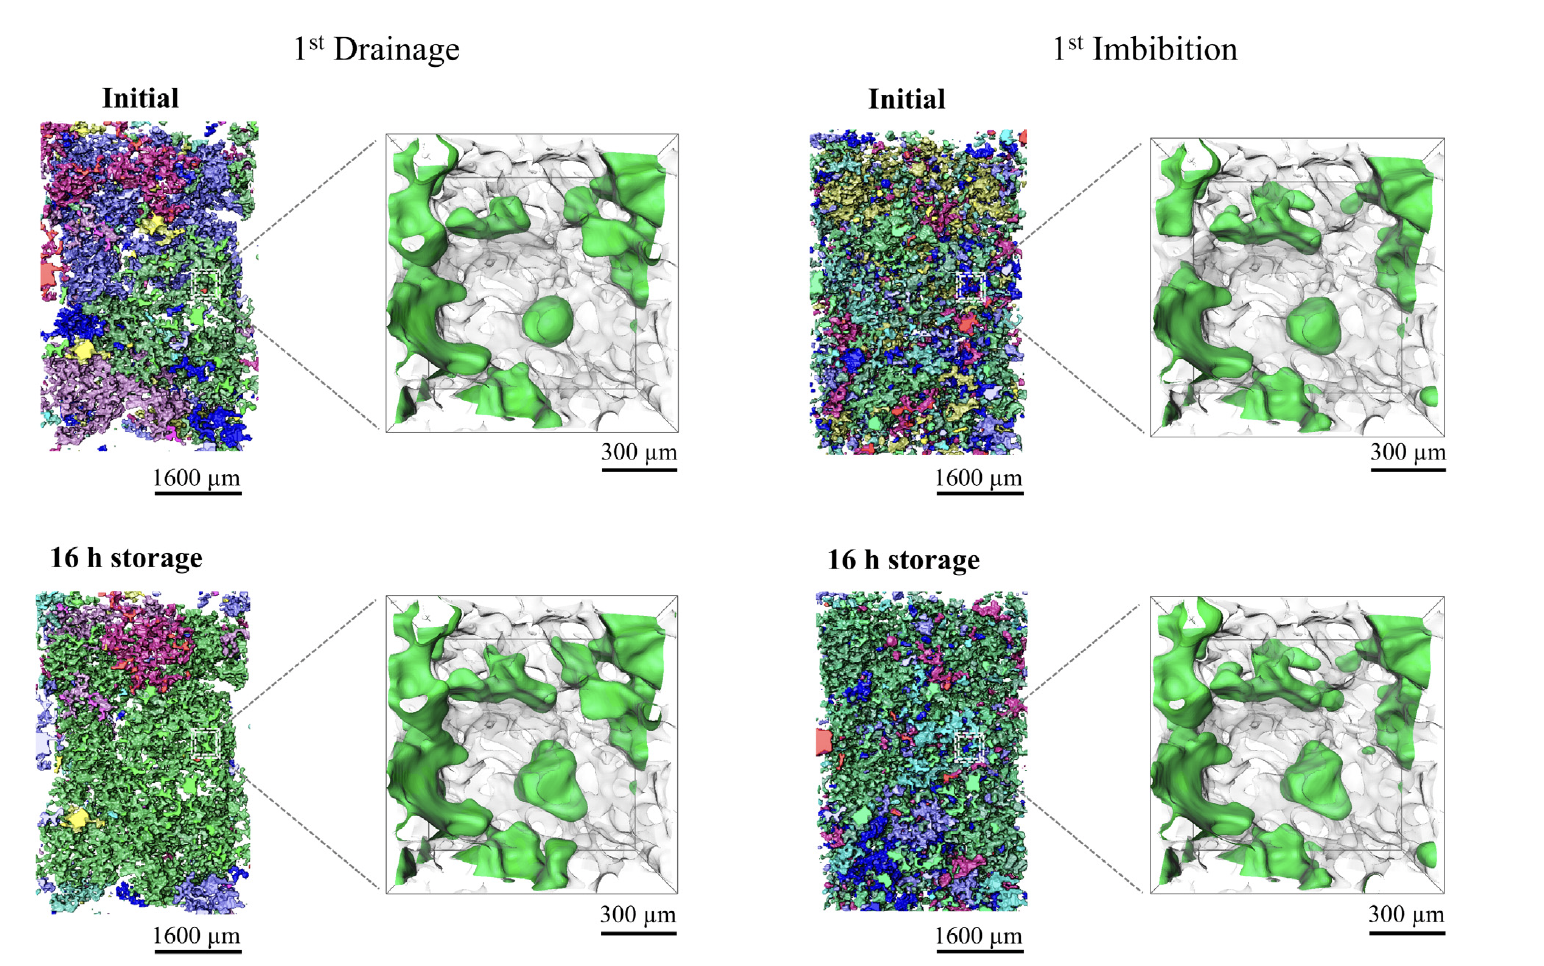 1st Drainage
1st Imbibition
Initial
Initial
300 µm
300 µm
1600 µm
1600 µm
16 h storage
16 h storage
300 µm
300 µm
1600 µm
1600 µm